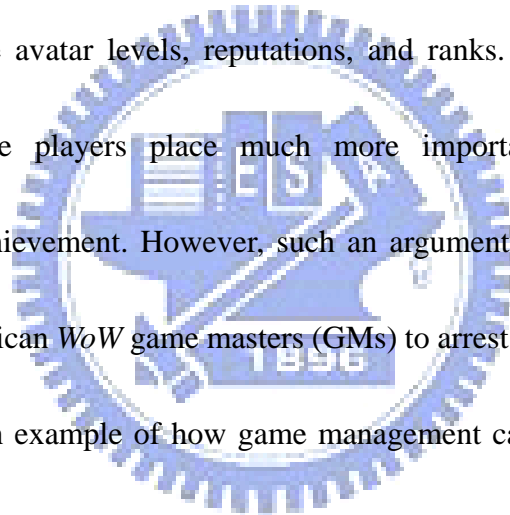 e avatar levels, reputations, and ranks.
e players place much more importa
hievement. However, such an argument
ican WoW game masters (GMs) to arrest
n example of how game management ca
E S
1896